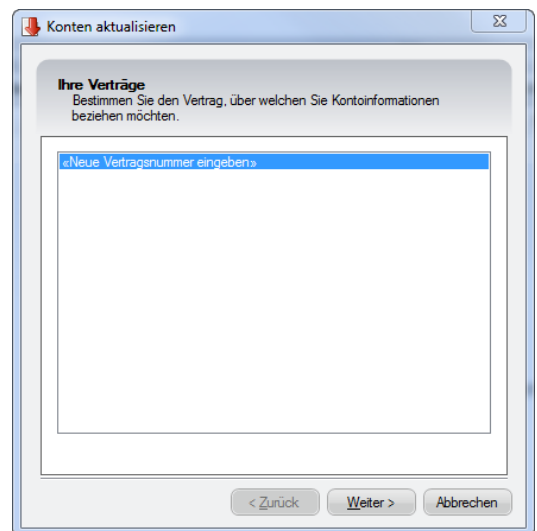 Konten aktualisieren
Ihre Verträge
Bestimmen Sie den Vertrag, über welchen Sie Kontoinformationen
beziehen möchten.
«Neue Vertragsnummer eingeben»
< Zurück Weiter > Abbrechen